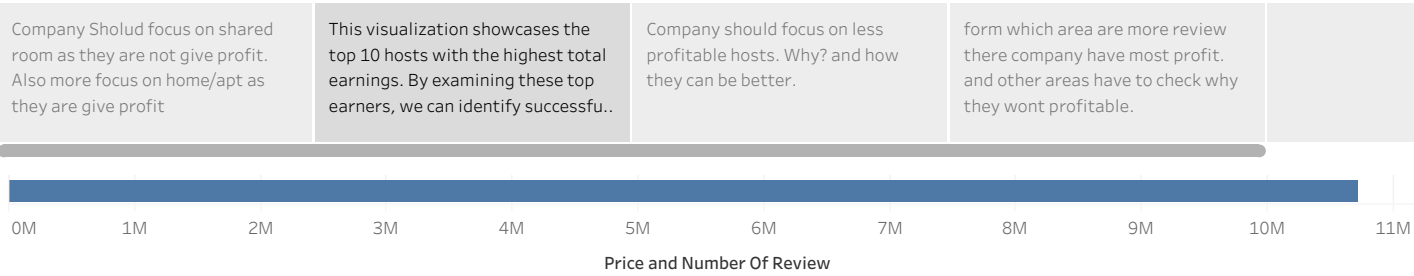 Company Sholud focus on shared
room as they are not give profit.
Also more focus on home/apt as
they are give profit
This visualization showcases the
top 10 hosts with the highest total
earnings. By examining these top
earners, we can identify successfu..
Company should focus on less
profitable hosts. Why? and how
they can be better.
form which area are more review
there company have most profit.
and other areas have to check why
they wont profitable.
0M 1M 2M 3M 4M 5M 6M 7M 8M 9M 10M 11M
Price and Number Of Review